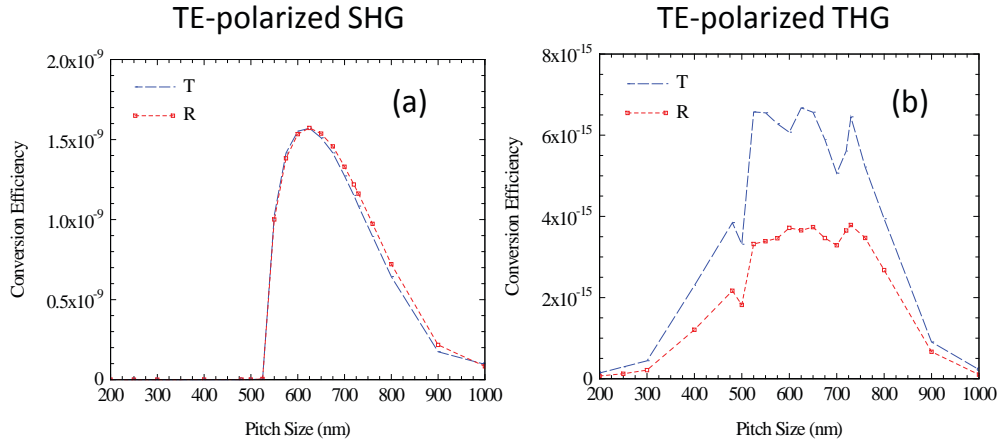 TE-polarized SHG
2.0x10⁻⁹
1.5x10⁻⁹
1.0x10⁻⁹
0.5x10⁻⁹
0
Conversion Efficiency
T
R
(a)
200 300 400 500 600 700 800 900 1000
Pitch Size (nm)
TE-polarized THG
8x10⁻¹⁵
6x10⁻¹⁵
4x10⁻¹⁵
2x10⁻¹⁵
0
Conversion Efficiency
T
R
(b)
200 300 400 500 600 700 800 900 1000
Pitch Size (nm)